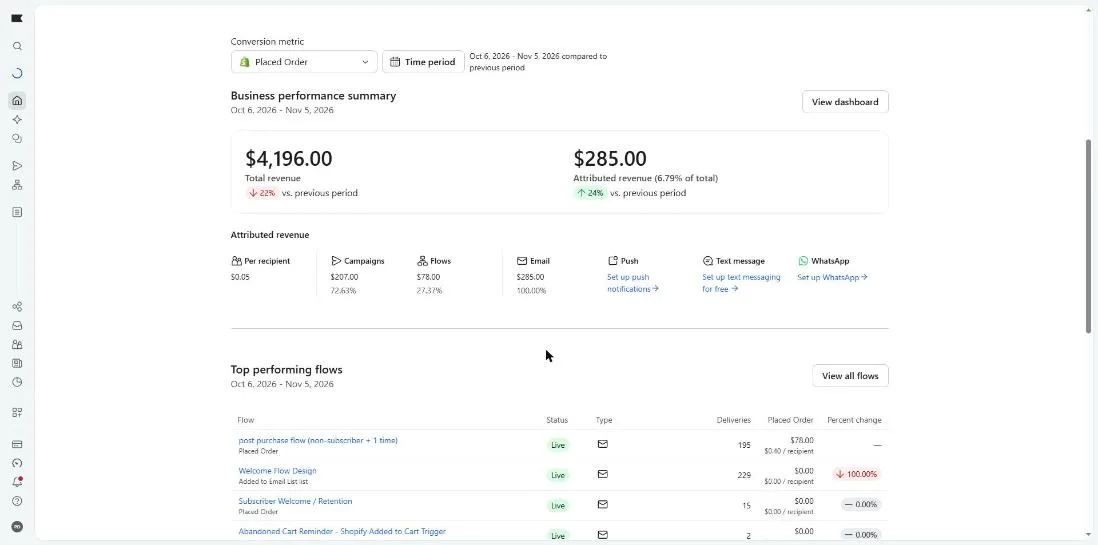 Conversion metric
Placed Order
Time period
Oct 6, 2026 - Nov 5, 2026 compared to
previous period
Business performance summary
Oct 6, 2026 - Nov 5, 2026
View dashboard
$4,196.00
Total revenue
22% vs. previous period
$285.00
Attributed revenue (6.79% of total)
24% vs. previous period
Attributed revenue
Per recipient
$0.05
Campaigns
$207.00
72.63%
Flows
$78.00
27.37%
Email
$285.00
100.00%
Push
Set up push
notifications
Text message
Set up text messaging
for free
WhatsApp
Set up WhatsApp
Top performing flows
Oct 6, 2026 - Nov 5, 2026
View all flows
Flow Status Type Deliveries Placed Order Percent change
post purchase flow (non-subscriber + 1 time) Live 195 $78.00 —
Placed Order $0.40 / recipient
Welcome Flow Design Live 229 $0.00 100.00%
Added to Email List list $0.00 / recipient
Subscriber Welcome / Retention Live 15 $0.00 — 0.00%
Placed Order $0.00 / recipient
Abandoned Cart Reminder - Shopify Added to Cart Trigger Live 2 $0.00 — 0.00%